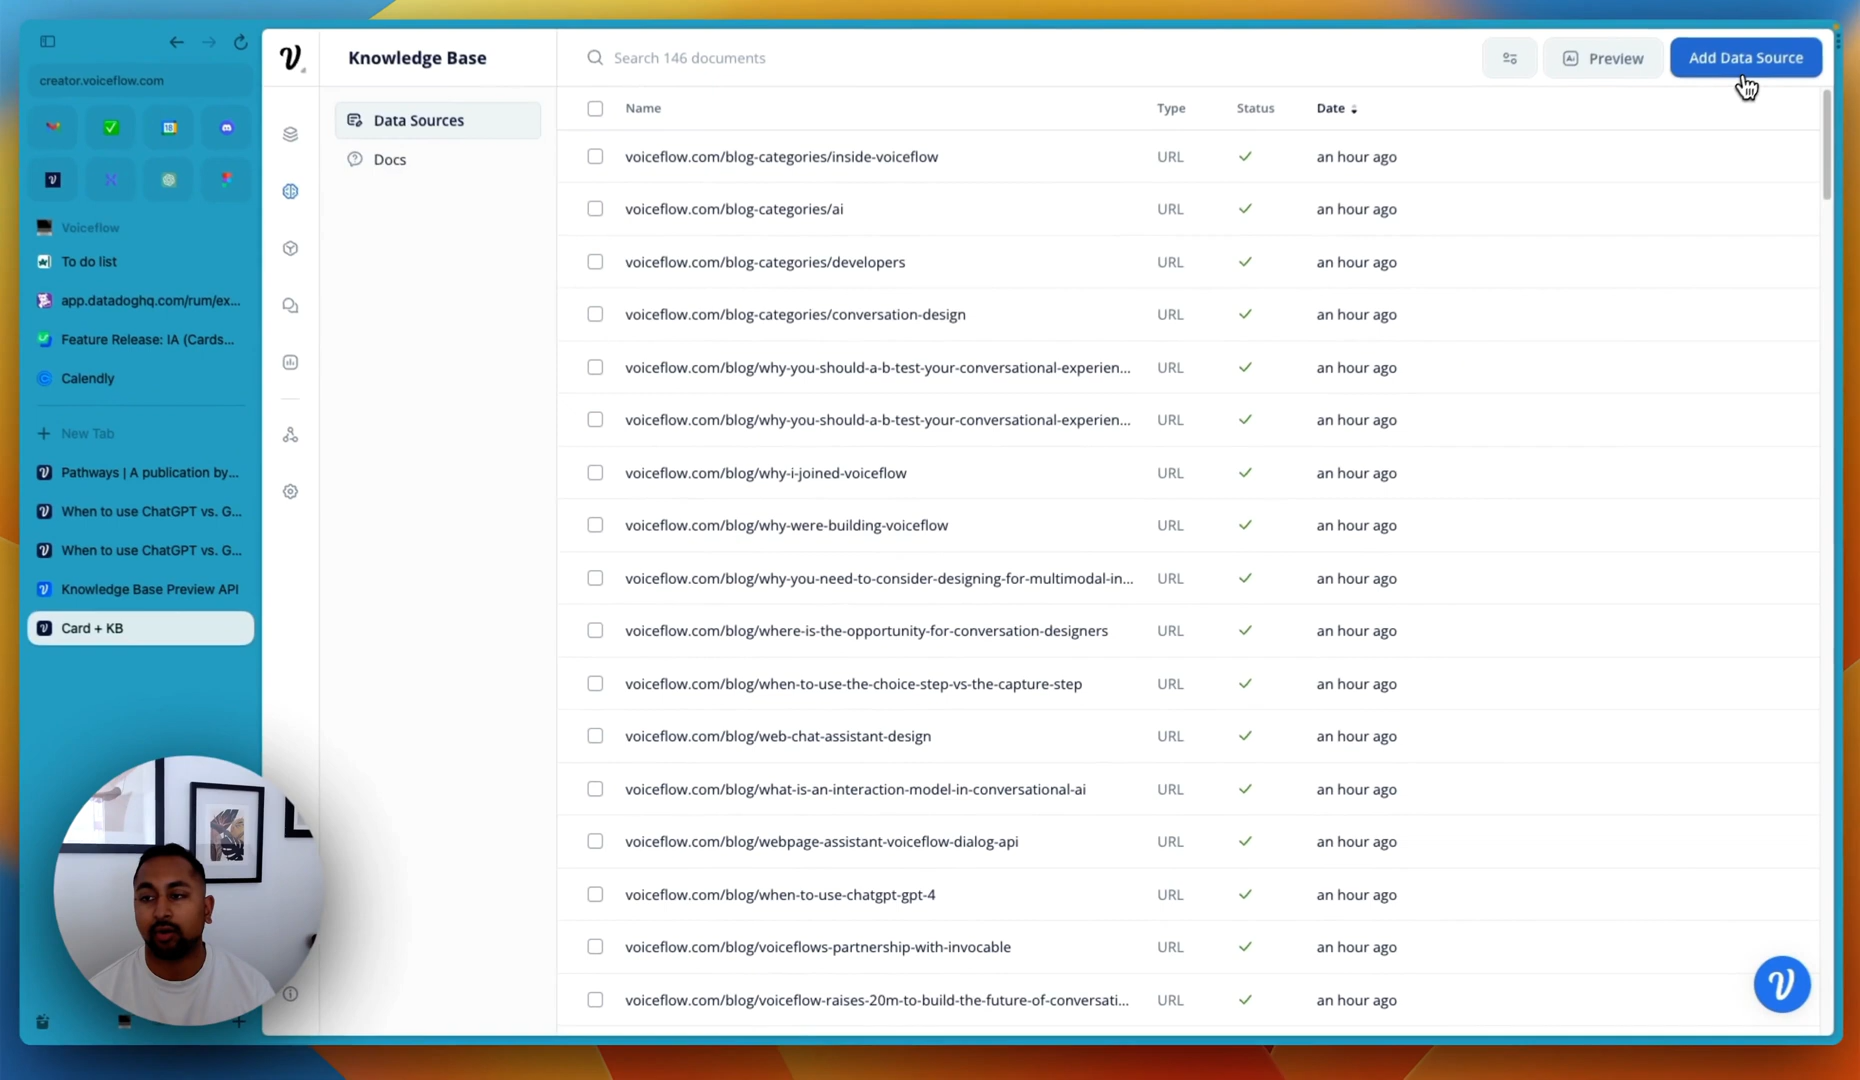 creator.voiceflow.com
18
Voiceflow
To do list
app.datadoghq.com/rum/ex...
Feature Release: IA (Cards...
Calendly
New Tab
Pathways | A publication by...
When to use ChatGPT vs. G...
When to use ChatGPT vs. G...
Knowledge Base Preview API
Card + KB
Knowledge Base
Data Sources
Docs
Search 146 documents
Preview
Add Data Source
Name Type Status Date
voiceflow.com/blog-categories/inside-voiceflow URL an hour ago
voiceflow.com/blog-categories/ai URL an hour ago
voiceflow.com/blog-categories/developers URL an hour ago
voiceflow.com/blog-categories/conversation-design URL an hour ago
voiceflow.com/blog/why-you-should-a-b-test-your-conversational-experien... URL an hour ago
voiceflow.com/blog/why-you-should-a-b-test-your-conversational-experien... URL an hour ago
voiceflow.com/blog/why-i-joined-voiceflow URL an hour ago
voiceflow.com/blog/why-were-building-voiceflow URL an hour ago
voiceflow.com/blog/why-you-need-to-consider-designing-for-multimodal-in... URL an hour ago
voiceflow.com/blog/where-is-the-opportunity-for-conversation-designers URL an hour ago
voiceflow.com/blog/when-to-use-the-choice-step-vs-the-capture-step URL an hour ago
voiceflow.com/blog/web-chat-assistant-design URL an hour ago
voiceflow.com/blog/what-is-an-interaction-model-in-conversational-ai URL an hour ago
voiceflow.com/blog/webpage-assistant-voiceflow-dialog-api URL an hour ago
voiceflow.com/blog/when-to-use-chatgpt-gpt-4 URL an hour ago
voiceflow.com/blog/voiceflows-partnership-with-invocable URL an hour ago
voiceflow.com/blog/voiceflow-raises-20m-to-build-the-future-of-conversati... URL an hour ago